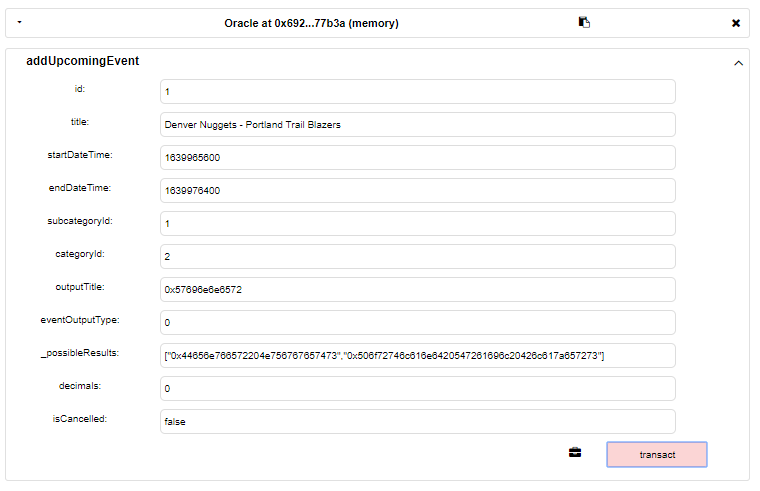 Oracle at 0x692...77b3a (memory)
addUpcomingEvent
id: 1
title: Denver Nuggets - Portland Trail Blazers
startDateTime: 1639965600
endDateTime: 1639976400
subcategoryId: 1
categoryId: 2
outputTitle: 0x57696e6e6572
eventOutputType: 0
_possibleResults: ["0x44656e766572204e756767657473","0x506f72746c616e6420547261696c20426c617a657273"]
decimals: 0
isCancelled: false
transact